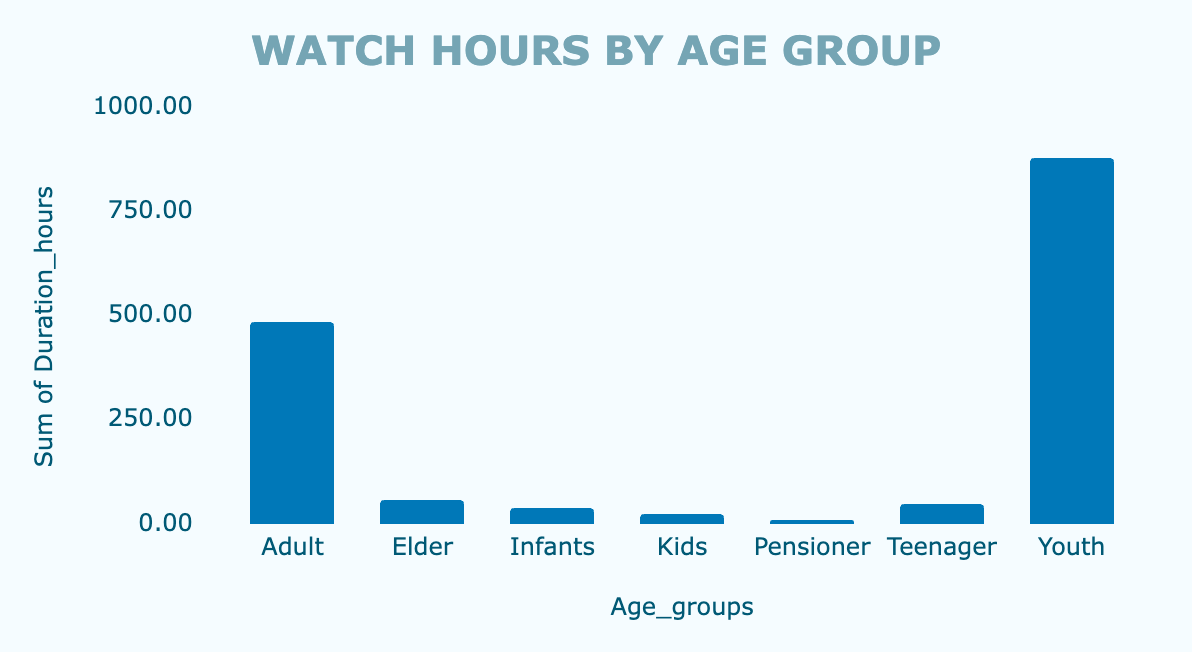 WATCH HOURS BY AGE GROUP
1000.00
750.00
500.00
250.00
0.00
Sum of Duration_hours
Adult Elder Infants Kids Pensioner Teenager Youth
Age_groups